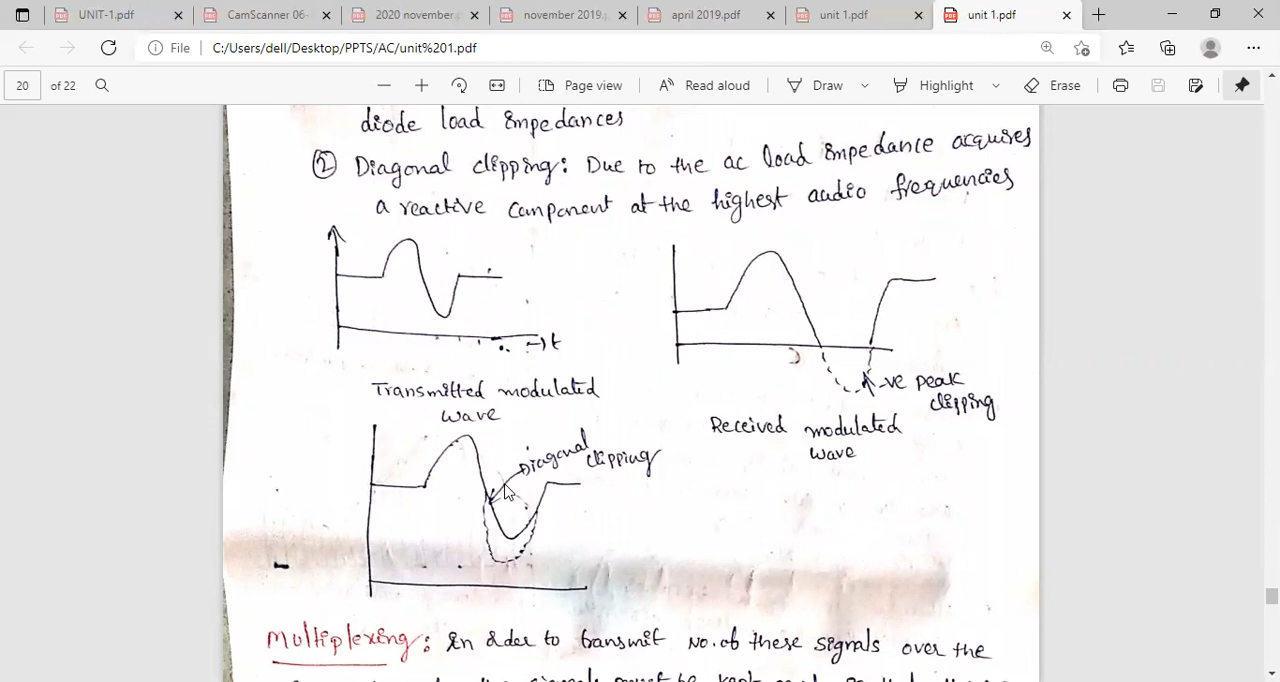 UNIT-1.pdf
CamScanner 06-
2020 november.p
november 2019.p
april 2019.pdf
unit 1.pdf
unit 1.pdf
File
C:/Users/dell/Desktop/PPTS/AC/unit%201.pdf
20 of 22
Page view
Read aloud
Draw
Highlight
Erase
diode load impedances
② Diagonal clipping: Due to the ac load impedance acquires
a reactive component at the highest audio frequencies
→t
Transmitted modulated
wave
-ve peak
clipping
Received modulated
wave
Diagonal
clipping
Multiplexing: In order to transmit No. of these signals over the
signals must be